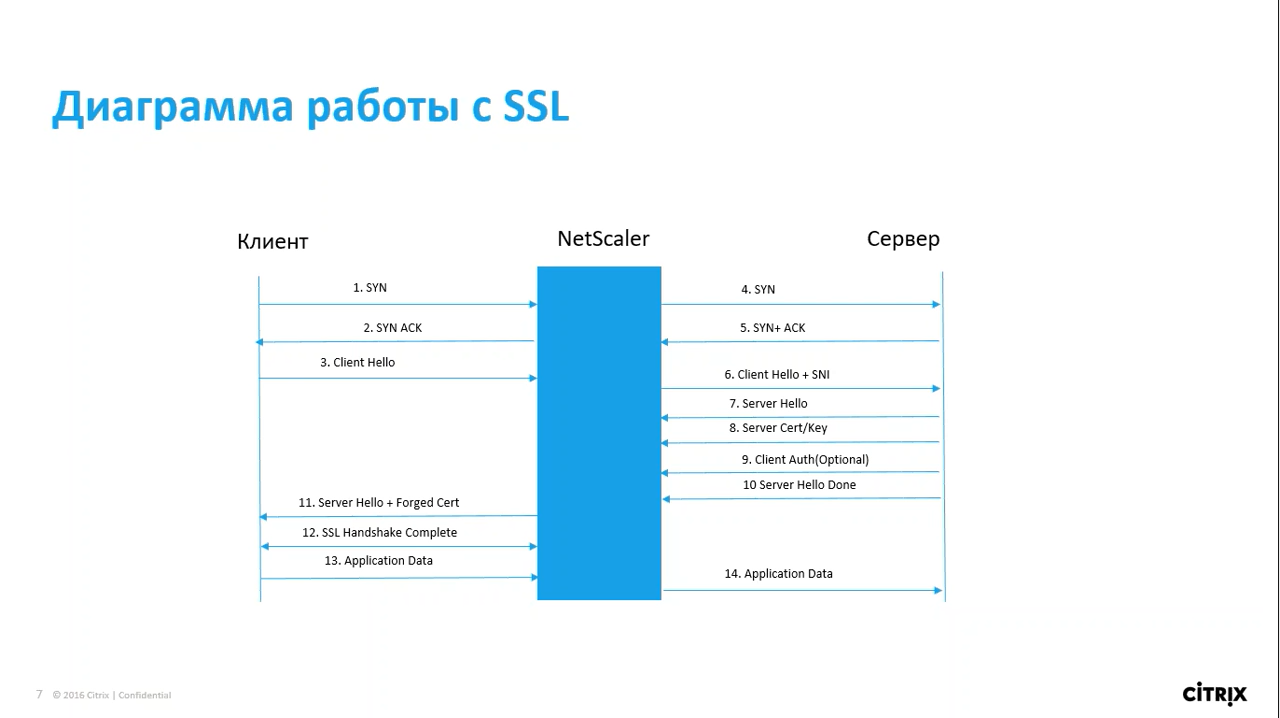 Диаграмма работы с SSL
Клиент
NetScaler
Сервер
1. SYN
4. SYN
2. SYN ACK
5. SYN+ ACK
3. Client Hello
6. Client Hello + SNI
7. Server Hello
8. Server Cert/Key
9. Client Auth(Optional)
10 Server Hello Done
11. Server Hello + Forged Cert
12. SSL Handshake Complete
13. Application Data
14. Application Data
7 © 2016 Citrix | Confidential
CİTRIX